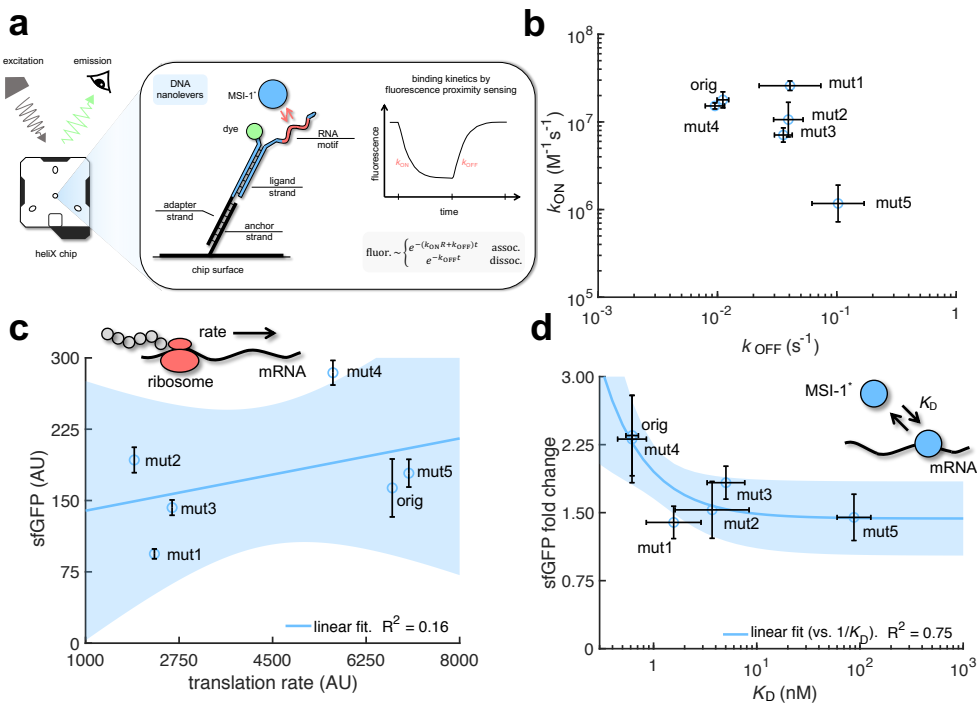 a
excitation
emission
heliX chip
DNA
nanolevers
MSI-1*
dye
RNA
motif
ligand
strand
adapter
strand
anchor
strand
chip surface
binding kinetics by
fluorescence proximity sensing
fluorescence
kON
kOFF
time
fluor. ~ { e^-(kON R+kOFF)t assoc.
e^-kOFF t dissoc.
b
10^8
10^7
10^6
10^5
kON (M^-1 s^-1)
orig
mut4
mut1
mut2
mut3
mut5
10^-3
10^-2
10^-1
1
k OFF (s^-1)
c
rate
ribosome
mRNA
300
225
150
75
0
sfGFP (AU)
mut4
mut2
mut3
mut1
mut5
orig
linear fit. R^2 = 0.16
1000
2750
4500
6250
8000
translation rate (AU)
d
MSI-1*
KD
mRNA
3.00
2.25
1.50
0.75
0
sfGFP fold change
orig
mut4
mut3
mut2
mut1
mut5
linear fit (vs. 1/KD). R^2 = 0.75
1
10^1
10^2
10^3
KD (nM)